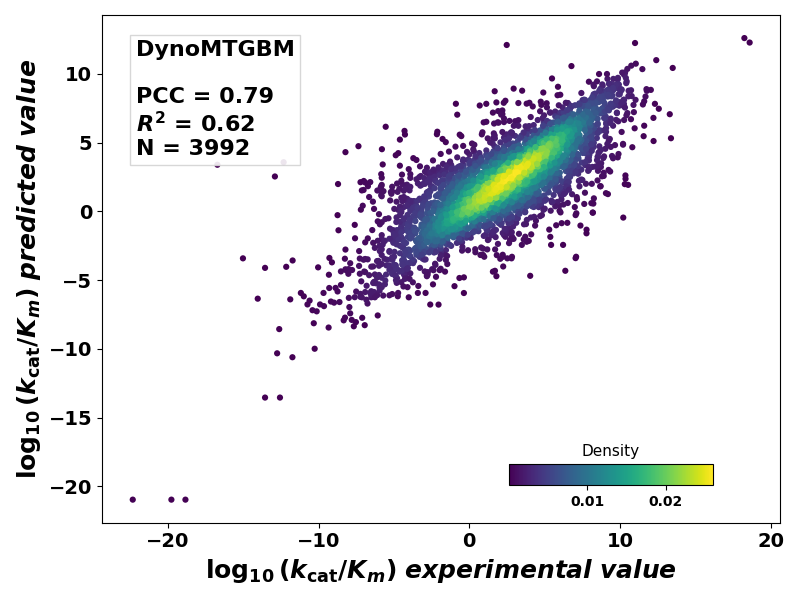 DynoMTGBM
PCC = 0.79
R² = 0.62
N = 3992
log₁₀(k_cat/K_m) predicted value
10
5
0
−5
−10
−15
−20
Density
0.01 0.02
−20 −10 0 10 20
log₁₀(k_cat/K_m) experimental value